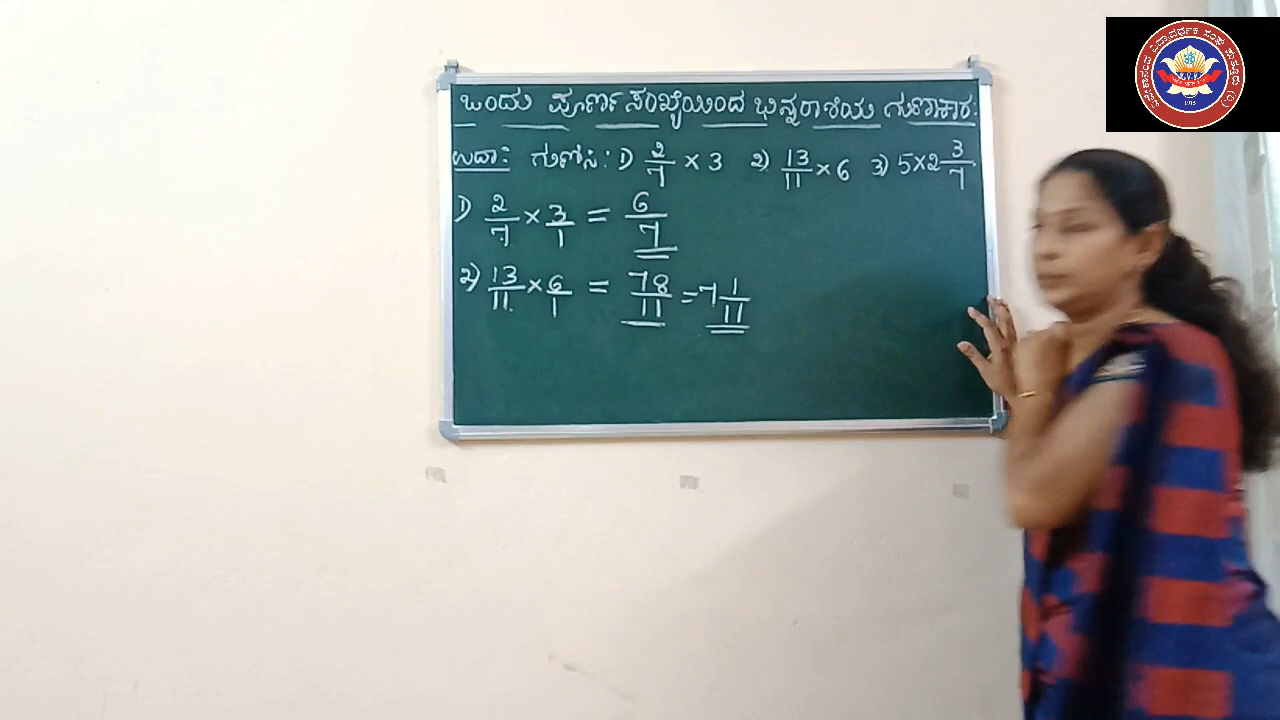 ಒಂದು ಪೂರ್ಣಸಂಖ್ಯೆಯಿಂದ ಭಿನ್ನರಾಶಿಯ ಗುಣಾಕಾರ:
ಉದಾ: ಗುಣಿಸಿ: 1) 2/7 × 3 2) 13/11 × 6 3) 5 × 2 3/7
1) 2/7 × 3/1 = 6/7
2) 13/11 × 6/1 = 78/11 = 7 1/11
1915